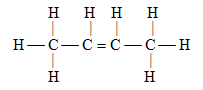 H H H H
H — C — C = C — C — H
H H